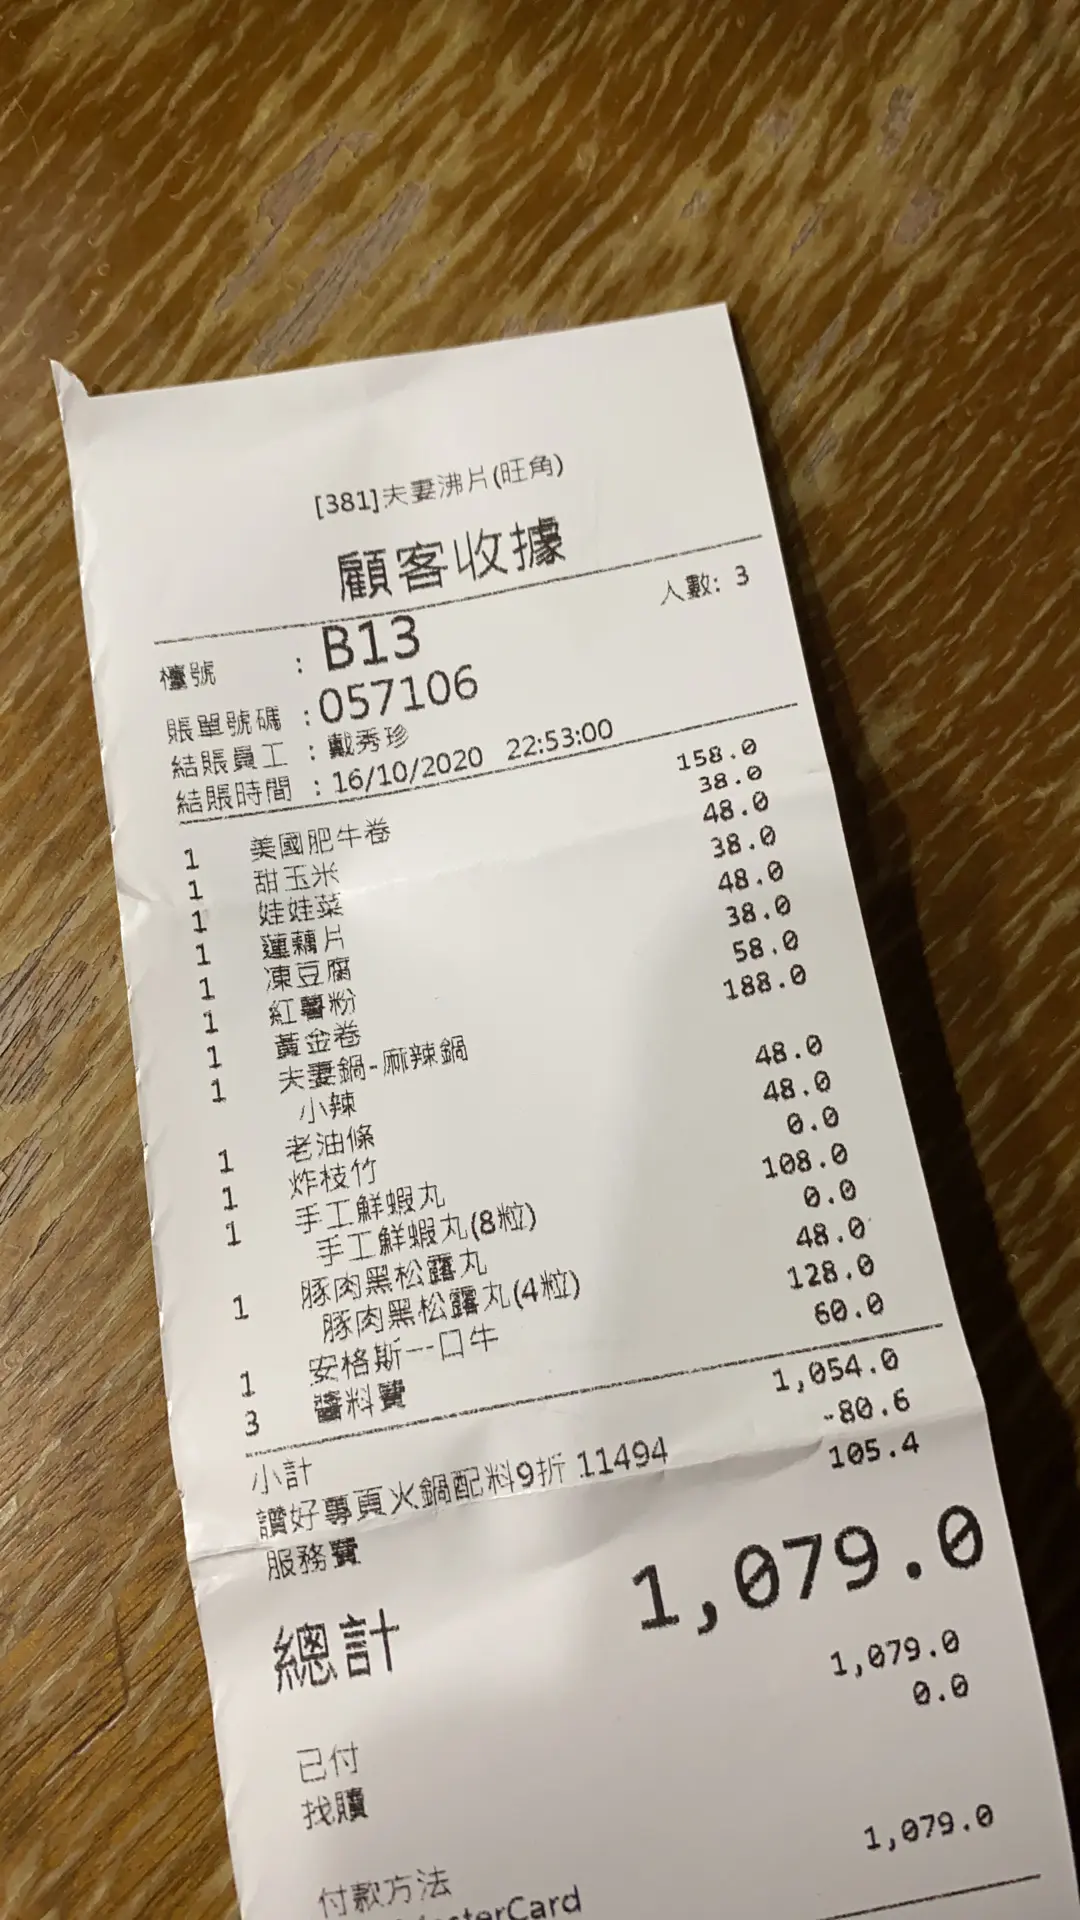 [381]夫妻沸片(旺角)
顧客收據
人數: 3
檯號 : B13
賬單號碼 : 057106
結賬員工 : 戴秀珍
結賬時間 : 16/10/2020 22:53:00
1 美國肥牛卷 158.0
1 甜玉米 38.0
1 娃娃菜 48.0
1 蓮藕片 38.0
1 凍豆腐 48.0
1 紅薯粉 38.0
1 黃金卷 58.0
1 夫妻鍋-麻辣鍋 188.0
小辣
1 老油條 48.0
1 炸枝竹 48.0
1 手工鮮蝦丸 0.0
手工鮮蝦丸(8粒) 108.0
1 豚肉黑松露丸 0.0
豚肉黑松露丸(4粒) 48.0
1 安格斯一口牛 128.0
3 醬料費 60.0
小計 1,054.0
讚好專頁火鍋配料9折 11494 -80.6
服務費 105.4
總計 1,079.0
已付 1,079.0
找贖 0.0
付款方法
MasterCard 1,079.0